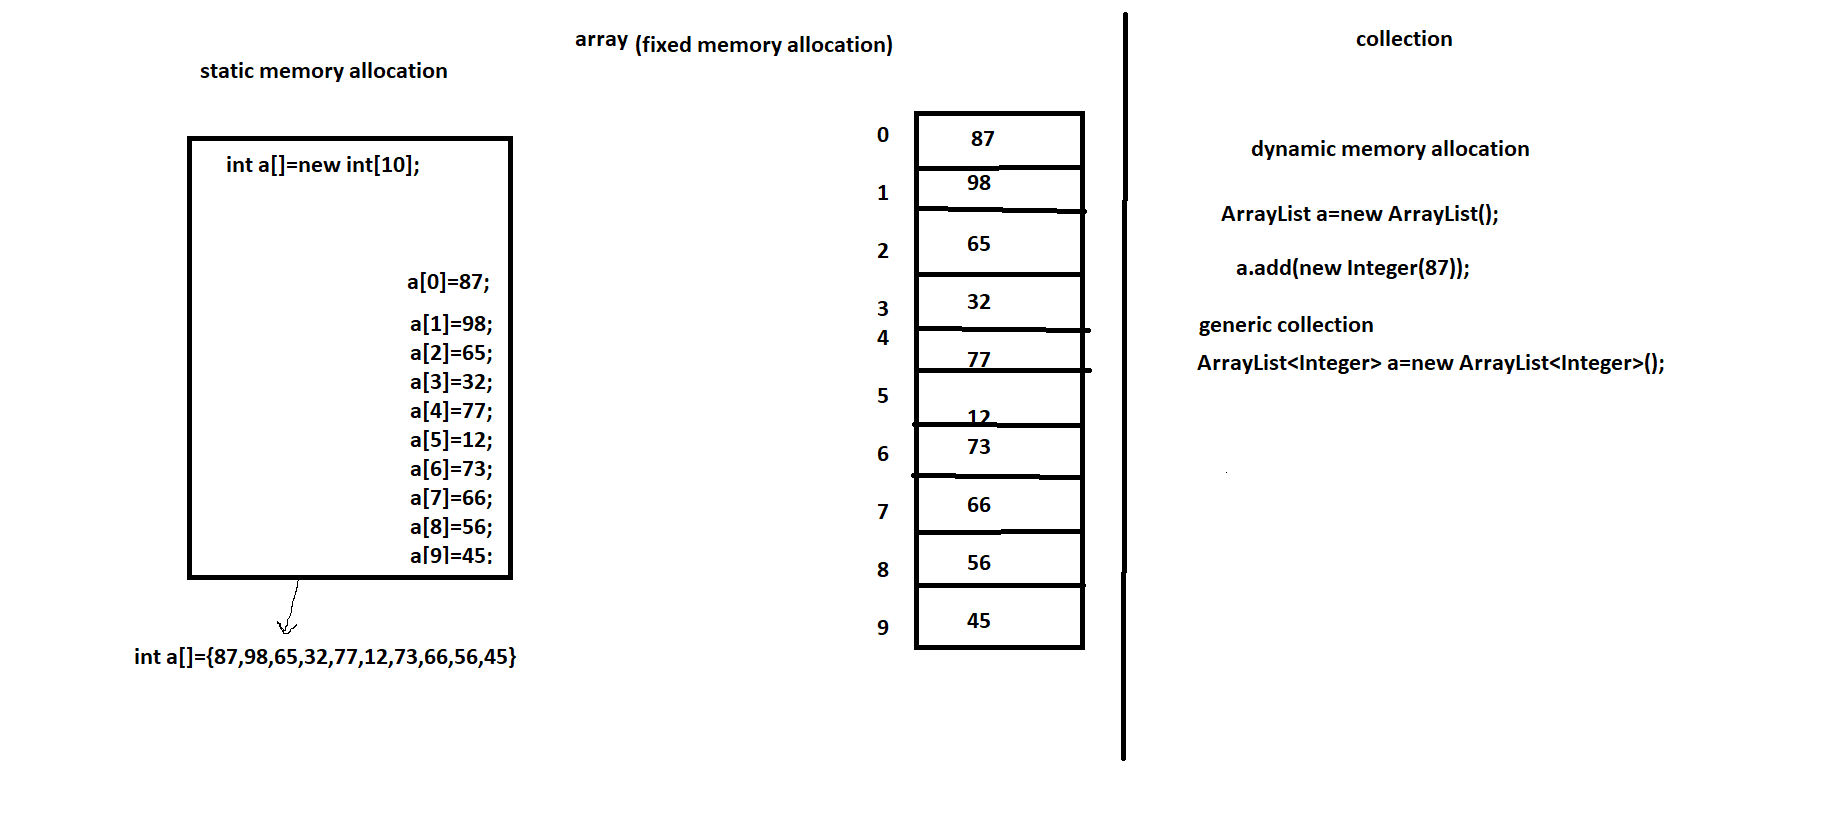 array (fixed memory allocation)
static memory allocation
int a[]=new int[10];
a[0]=87;
a[1]=98;
a[2]=65;
a[3]=32;
a[4]=77;
a[5]=12;
a[6]=73;
a[7]=66;
a[8]=56;
a[9]=45;
int a[]={87,98,65,32,77,12,73,66,56,45}
0 87
1 98
2 65
3 32
4 77
5 12
6 73
7 66
8 56
9 45
collection
dynamic memory allocation
ArrayList a=new ArrayList();
a.add(new Integer(87));
generic collection
ArrayList<Integer> a=new ArrayList<Integer>();